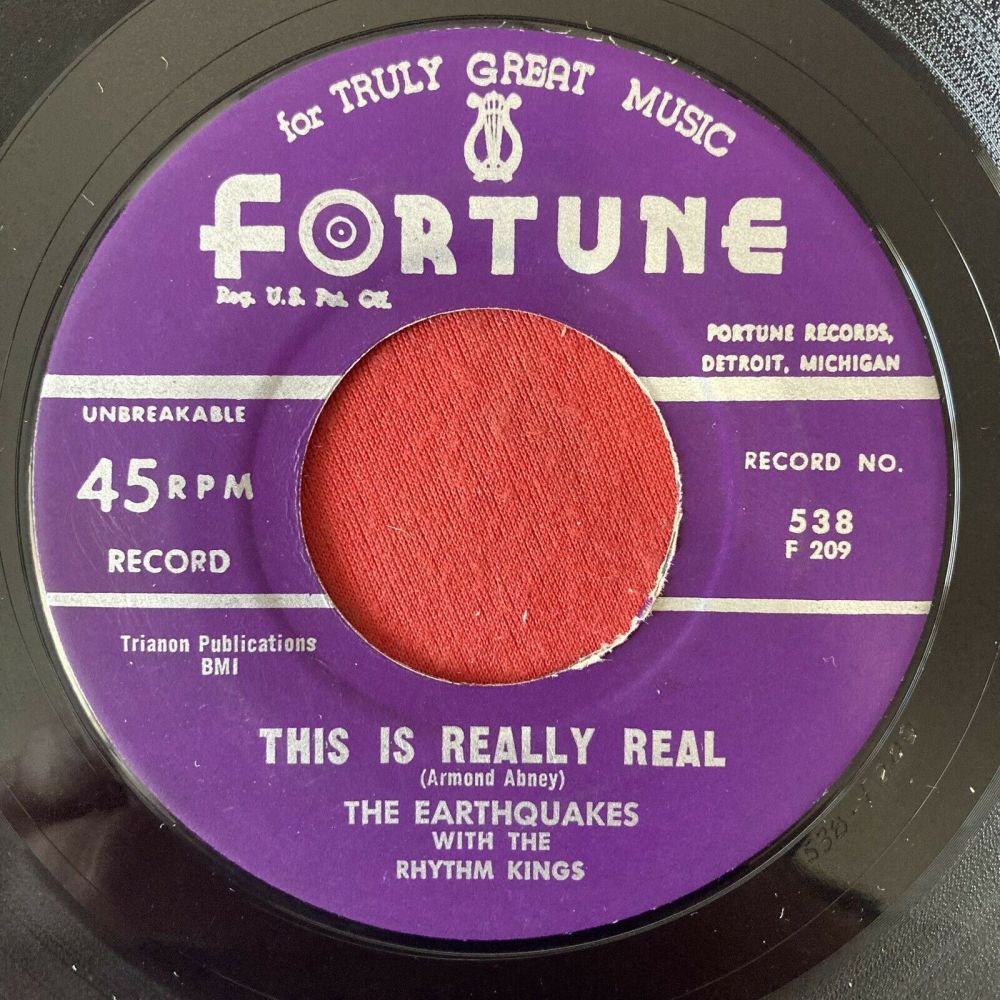 for TRULY GREAT MUSIC
FORTUNE
Reg. U.S. Pat. Off.
FORTUNE RECORDS,
DETROIT, MICHIGAN
UNBREAKABLE
45 RPM
RECORD
RECORD NO.
538
F 209
Trianon Publications
BMI
THIS IS REALLY REAL
(Armond Abney)
THE EARTHQUAKES
WITH THE
RHYTHM KINGS